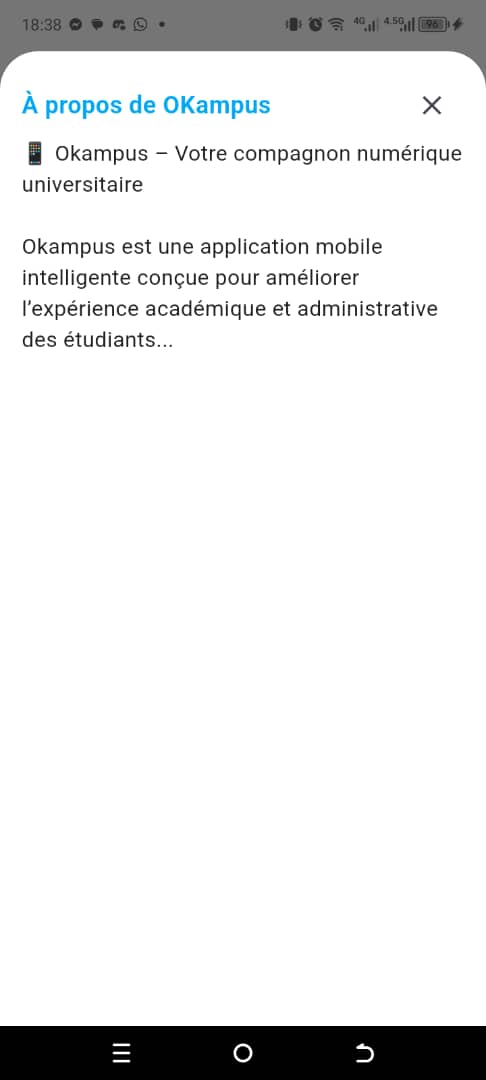 18:38
4G
4.5G
96
À propos de OKampus
📱 Okampus – Votre compagnon numérique
universitaire
Okampus est une application mobile
intelligente conçue pour améliorer
l’expérience académique et administrative
des étudiants...